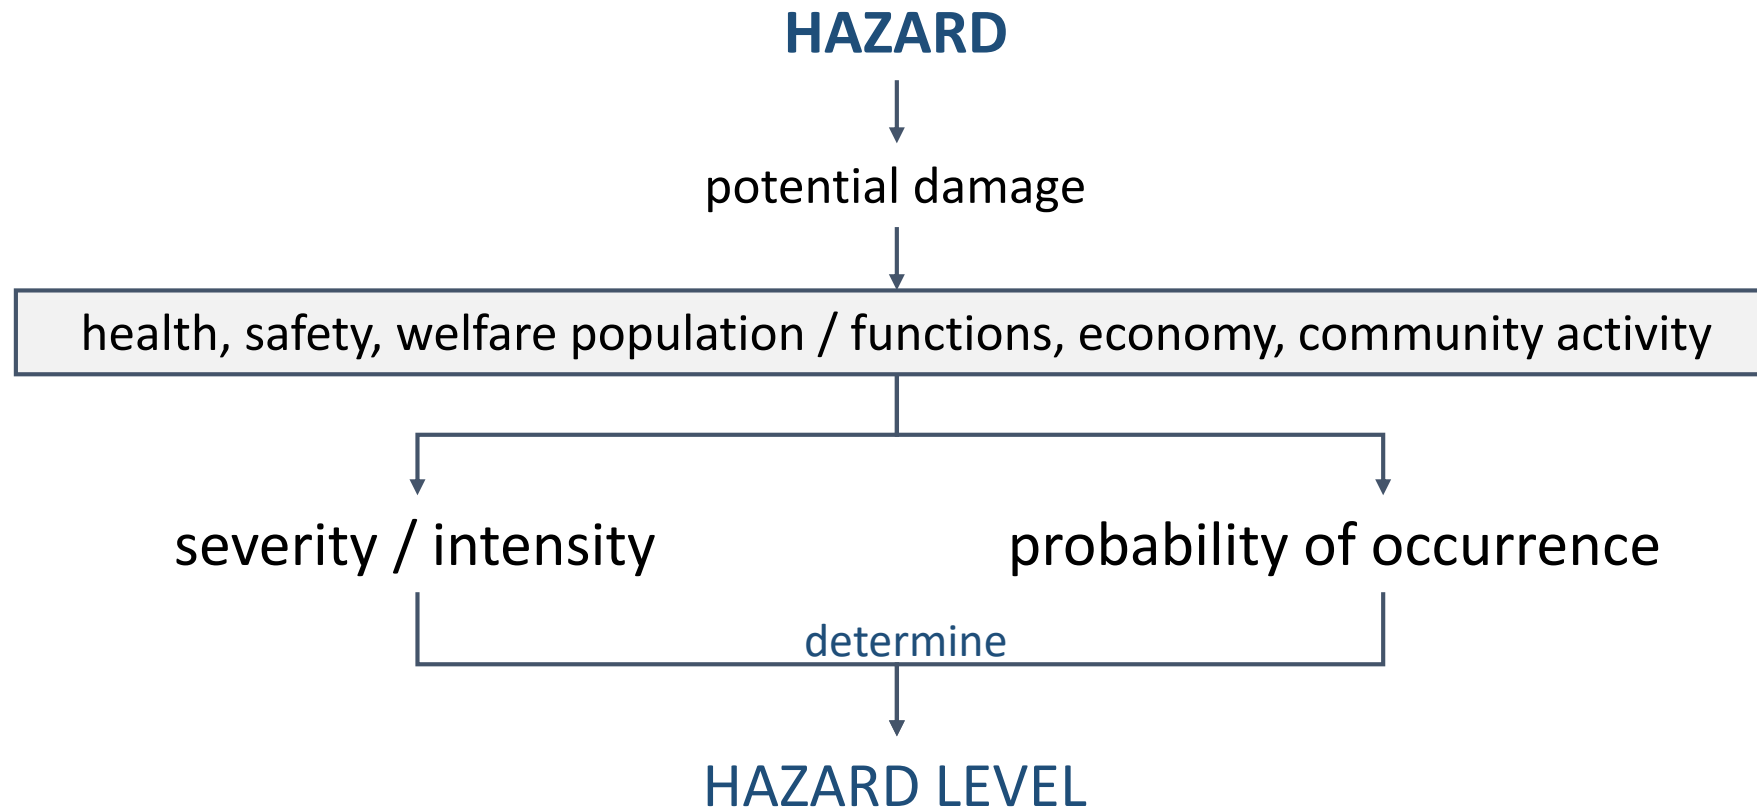 HAZARD
potential damage
health, safety, welfare population / functions, economy, community activity
severity / intensity
probability of occurrence
determine
HAZARD LEVEL